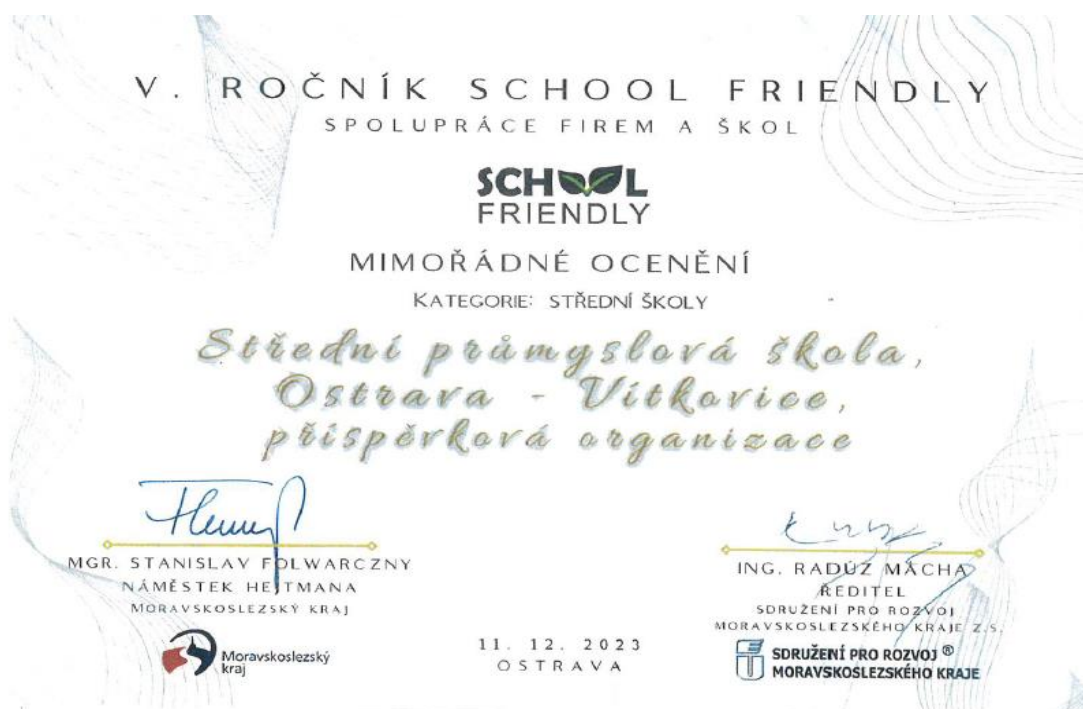 V. ROČNÍK SCHOOL FRIENDLY
SPOLUPRÁCE FIREM A ŠKOL
SCHOOL
FRIENDLY
MIMOŘÁDNÉ OCENĚNÍ
KATEGORIE: STŘEDNÍ ŠKOLY
Střední průmyslová škola,
Ostrava - Vítkovice,
příspěvková organizace
MGR. STANISLAV FOLWARCZNY
NÁMĚSTEK HEJTMANA
MORAVSKOSLEZSKÝ KRAJ
Moravskoslezský
kraj
11. 12. 2023
OSTRAVA
ING. RADÚZ MÁCHA
ŘEDITEL
SDRUŽENÍ PRO ROZVOJ
MORAVSKOSLEZSKÉHO KRAJE Z.S.
SDRUŽENÍ PRO ROZVOJ ®
MORAVSKOSLEZSKÉHO KRAJE